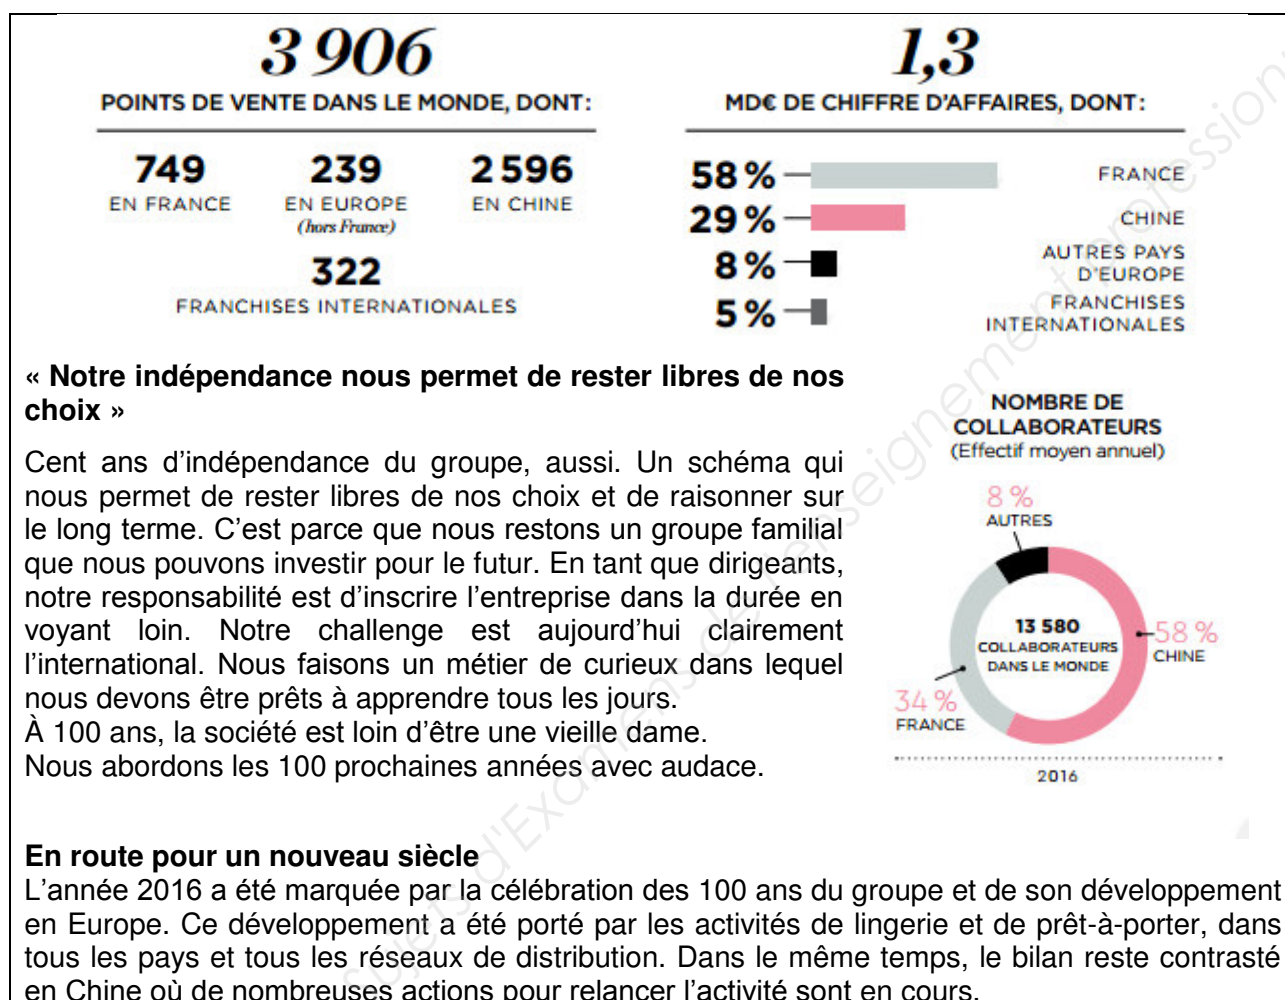 3 906
POINTS DE VENTE DANS LE MONDE, DONT :
749
EN FRANCE
239
EN EUROPE
(hors France)
2 596
EN CHINE
322
FRANCHISES INTERNATIONALES
1,3
MD€ DE CHIFFRE D'AFFAIRES, DONT :
58 % FRANCE
29 % CHINE
8 % AUTRES PAYS
D'EUROPE
5 % FRANCHISES
INTERNATIONALES
« Notre indépendance nous permet de rester libres de nos
choix »
Cent ans d'indépendance du groupe, aussi. Un schéma qui
nous permet de rester libres de nos choix et de raisonner sur
le long terme. C'est parce que nous restons un groupe familial
que nous pouvons investir pour le futur. En tant que dirigeants,
notre responsabilité est d'inscrire l'entreprise dans la durée en
voyant loin. Notre challenge est aujourd'hui clairement
l'international. Nous faisons un métier de curieux dans lequel
nous devons être prêts à apprendre tous les jours.
À 100 ans, la société est loin d'être une vieille dame.
Nous abordons les 100 prochaines années avec audace.
NOMBRE DE
COLLABORATEURS
(Effectif moyen annuel)
8 %
AUTRES
13 580
COLLABORATEURS
DANS LE MONDE
58 %
CHINE
34 %
FRANCE
2016
En route pour un nouveau siècle
L'année 2016 a été marquée par la célébration des 100 ans du groupe et de son développement
en Europe. Ce développement a été porté par les activités de lingerie et de prêt-à-porter, dans
tous les pays et tous les réseaux de distribution. Dans le même temps, le bilan reste contrasté
en Chine où de nombreuses actions pour relancer l'activité sont en cours.
sujets d'Examens de l'enseignement profession